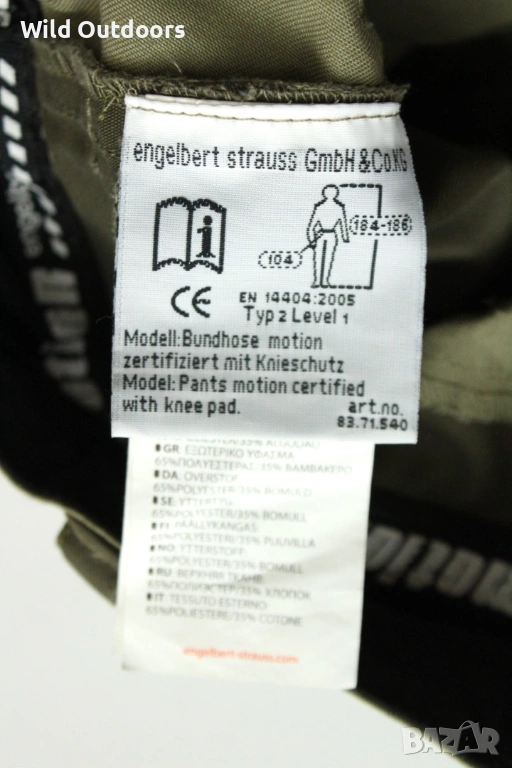 Wild Outdoors
engelbert strauss GmbH & Co.KG
184-186
104
CE EN 14404:2005
Typ 2 Level 1
Modell: Bundhose motion
zertifiziert mit Knieschutz
Model: Pants motion certified
with knee pad. art.no.
83.71.540
GR: ΕΞΩΤΕΡΙΚΟ ΥΦΑΣΜΑ
65%ΠΟΛΥΕΣΤΕΡΑΣ/35% ΒΑΜΒΑΚΕΡΟ
DA: OVERSTOF
65%POLYESTER/35% BOMULD
SE: YTTERTYG
65%POLYESTER/35% BOMULL
FI: PÄÄLLYKANGAS:
65%POLYESTERI/35% PUUVILLA
NO: YTTERSTOFF
65%POLYESTER/35% BOMULL
RU: ВЕРХНЯЯ ТКАНЬ
65%ПОЛИЭСТЕР/35% ХЛОПОК
IT: TESSUTO ESTERNO:
65%POLIESTERE/35% COTONE
engelbert-strauss.com
BAZAR